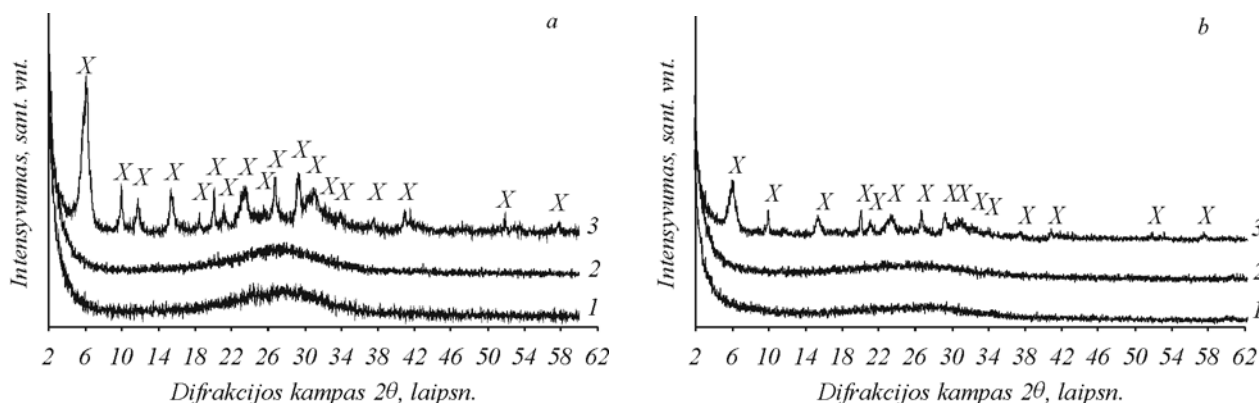 a
Intensyvumas, sant. vnt.
X X X X X X X X X X X X X X X X X X
3
2
1
2 6 10 14 18 22 26 30 34 38 42 46 50 54 58 62
Difrakcijos kampas 2θ, laipsn.
b
Intensyvumas, sant. vnt.
X X X X X X X XX X X X X X X
3
2
1
2 6 10 14 18 22 26 30 34 38 42 46 50 54 58 62
Difrakcijos kampas 2θ, laipsn.